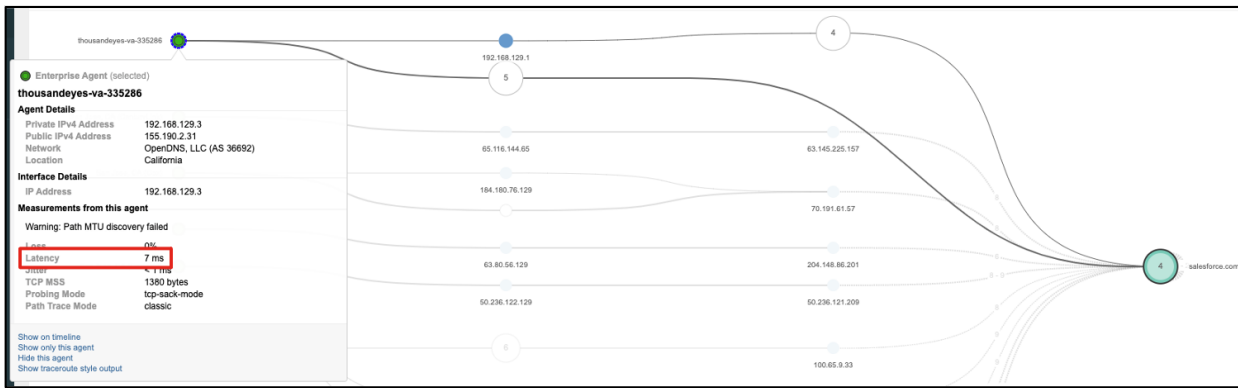 thousandeyes-va-335286
4
192.168.129.1
5
Enterprise Agent (selected)
thousandeyes-va-335286
Agent Details
Private IPv4 Address 192.168.129.3
Public IPv4 Address 155.190.2.31
Network OpenDNS, LLC (AS 36692)
Location California
Interface Details
IP Address 192.168.129.3
Measurements from this agent
Warning: Path MTU discovery failed
Loss 0%
Latency 7 ms
Jitter < 1 ms
TCP MSS 1380 bytes
Probing Mode tcp-sack-mode
Path Trace Mode classic
Show on timeline
Show only this agent
Hide this agent
Show traceroute style output
65.116.144.65 63.145.225.157
184.180.76.129
70.191.61.57
63.80.56.129 204.148.86.201
50.236.122.129 50.236.121.209
6
100.65.9.33
4 salesforce.com